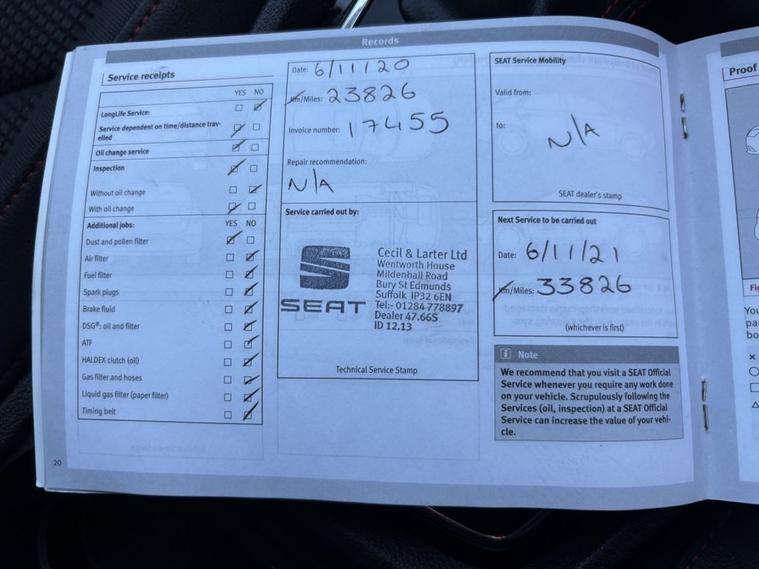 Records
Service receipts
YES NO
LongLife Service:
Service dependent on time/distance trav-
elled
Oil change service
Inspection
Without oil change
With oil change
Additional jobs: YES NO
Dust and pollen filter
Air filter
Fuel filter
Spark plugs
Brake fluid
DSG®: oil and filter
ATF
HALDEX clutch (oil)
Gas filter and hoses
Liquid gas filter (paper filter)
Timing belt
20
Date: 6/11/20
km/Miles: 23826
Invoice number: 17455
Repair recommendation:
N/A
Service carried out by:
SEAT
Cecil & Larter Ltd
Wentworth House
Mildenhall Road
Bury St Edmunds
Suffolk IP32 6EN
Tel:- 01284 778897
Dealer 47.66S
ID 12.13
Technical Service Stamp
SEAT Service Mobility
Valid from:
to:
N/A
SEAT dealer's stamp
Next Service to be carried out
Date: 6/11/21
km/Miles: 33826
(whichever is first)
i Note
We recommend that you visit a SEAT Official
Service whenever you require any work done
on your vehicle. Scrupulously following the
Services (oil, inspection) at a SEAT Official
Service can increase the value of your vehi-
cle.
Proof